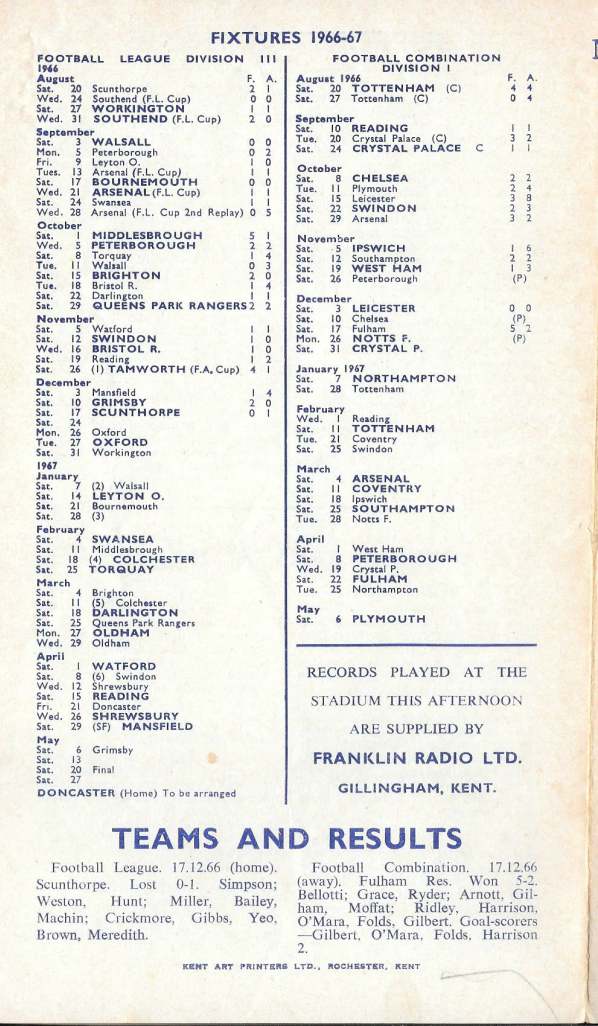 FIXTURES 1966-67
FOOTBALL LEAGUE DIVISION III
1966
August F. A.
Sat. 20 Scunthorpe 2 1
Wed. 24 Southend (F.L. Cup) 0 0
Sat. 27 WORKINGTON 1 1
Wed. 31 SOUTHEND (F.L. Cup) 2 0
September
Sat. 3 WALSALL 0 0
Mon. 5 Peterborough 0 2
Fri. 9 Leyton O. 1 0
Tues. 13 Arsenal (F.L. Cup) 1 1
Sat. 17 BOURNEMOUTH 0 0
Wed. 21 ARSENAL (F.L. Cup) 1 1
Sat. 24 Swansea 1 1
Wed. 28 Arsenal (F.L. Cup 2nd Replay) 0 5
October
Sat. 1 MIDDLESBROUGH 5 1
Wed. 5 PETERBOROUGH 2 2
Sat. 8 Torquay 1 4
Tue. 11 Walsall 0 3
Sat. 15 BRIGHTON 2 0
Tue. 18 Bristol R. 1 4
Sat. 22 Darlington 1 1
Sat. 29 QUEENS PARK RANGERS 2 2
November
Sat. 5 Watford 1 1
Sat. 12 SWINDON 1 0
Wed. 16 BRISTOL R. 1 0
Sat. 19 Reading 1 2
Sat. 26 (1) TAMWORTH (F.A. Cup) 4 1
December
Sat. 3 Mansfield 1 4
Sat. 10 GRIMSBY 2 0
Sat. 17 SCUNTHORPE 0 1
Sat. 24
Mon. 26 Oxford
Tue. 27 OXFORD
Sat. 31 Workington
1967
January
Sat. 7 (2) Walsall
Sat. 14 LEYTON O.
Sat. 21 Bournemouth
Sat. 28 (3)
February
Sat. 4 SWANSEA
Sat. 11 Middlesbrough
Sat. 18 (4) COLCHESTER
Sat. 25 TORQUAY
March
Sat. 4 Brighton
Sat. 11 (5) Colchester
Sat. 18 DARLINGTON
Sat. 25 Queens Park Rangers
Mon. 27 OLDHAM
Wed. 29 Oldham
April
Sat. 1 WATFORD
Sat. 8 (6) Swindon
Wed. 12 Shrewsbury
Sat. 15 READING
Fri. 21 Doncaster
Wed. 26 SHREWSBURY
Sat. 29 (SF) MANSFIELD
May
Sat. 6 Grimsby
Sat. 13
Sat. 20 Final
Sat. 27
DONCASTER (Home) To be arranged
FOOTBALL COMBINATION
DIVISION I
August 1966 F. A.
Sat. 20 TOTTENHAM (C) 4 4
Sat. 27 Tottenham (C) 0 4
September
Sat. 10 READING 1 1
Tue. 20 Crystal Palace (C) 3 2
Sat. 24 CRYSTAL PALACE C 1 1
October
Sat. 8 CHELSEA 2 2
Tue. 11 Plymouth 2 4
Sat. 15 Leicester 3 8
Sat. 22 SWINDON 2 3
Sat. 29 Arsenal 3 2
November
Sat. 5 IPSWICH 1 6
Sat. 12 Southampton 2 2
Sat. 19 WEST HAM 1 3
Sat. 26 Peterborough (P)
December
Sat. 3 LEICESTER 0 0
Sat. 10 Chelsea (P)
Sat. 17 Fulham 5 2
Mon. 26 NOTTS F. (P)
Sat. 31 CRYSTAL P.
January 1967
Sat. 7 NORTHAMPTON
Sat. 28 Tottenham
February
Wed. 1 Reading
Sat. 11 TOTTENHAM
Tue. 21 Coventry
Sat. 25 Swindon
March
Sat. 4 ARSENAL
Sat. 11 COVENTRY
Sat. 18 Ipswich
Sat. 25 SOUTHAMPTON
Tue. 28 Notts F.
April
Sat. 1 West Ham
Sat. 8 PETERBOROUGH
Wed. 19 Crystal P.
Sat. 22 FULHAM
Tue. 25 Northampton
May
Sat. 6 PLYMOUTH
RECORDS PLAYED AT THE
STADIUM THIS AFTERNOON
ARE SUPPLIED BY
FRANKLIN RADIO LTD.
GILLINGHAM, KENT.
TEAMS AND RESULTS
Football League. 17.12.66 (home).
Scunthorpe. Lost 0-1. Simpson;
Weston, Hunt; Miller, Bailey,
Machin; Crickmore, Gibbs, Yeo,
Brown, Meredith.
Football Combination. 17.12.66
(away). Fulham Res. Won 5-2.
Bellotti; Grace, Ryder; Arnott, Gil-
ham, Moffat; Ridley, Harrison,
O'Mara, Folds, Gilbert. Goal-scorers
—Gilbert, O'Mara, Folds, Harrison
2.
KENT ART PRINTERS LTD., ROCHESTER, KENT